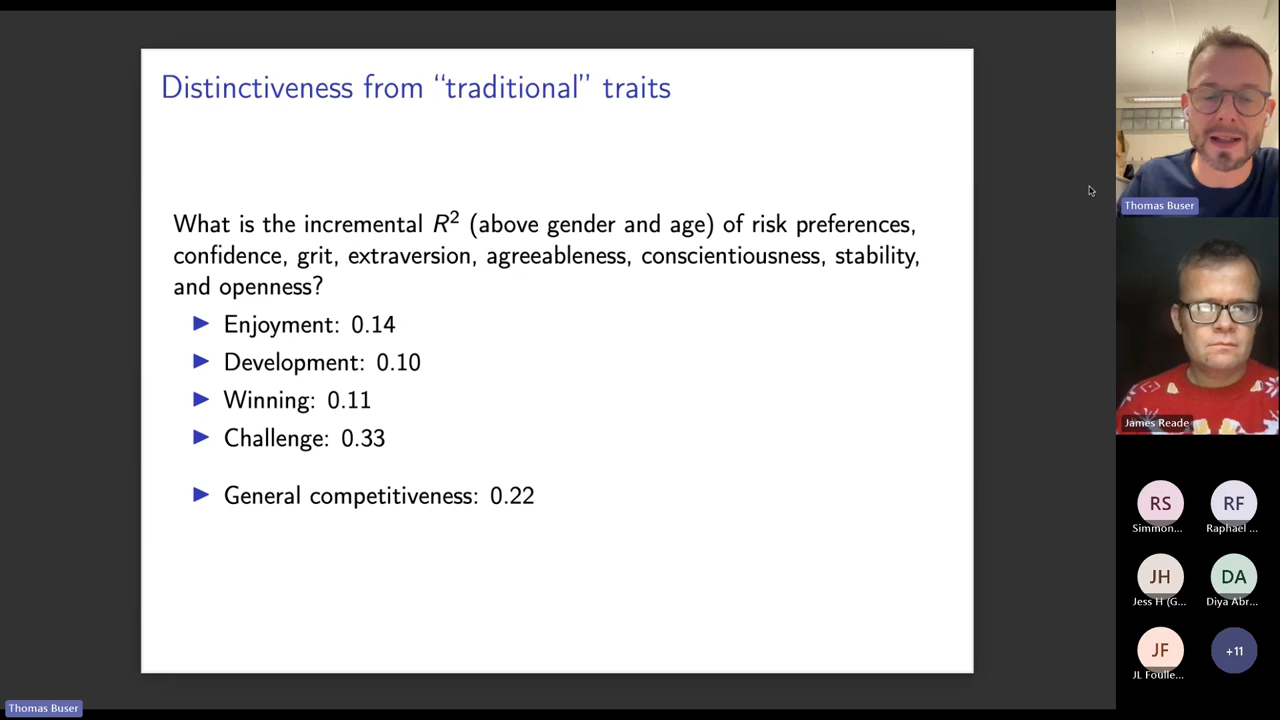 Distinctiveness from “traditional” traits
What is the incremental R² (above gender and age) of risk preferences,
confidence, grit, extraversion, agreeableness, conscientiousness, stability,
and openness?
▶ Enjoyment: 0.14
▶ Development: 0.10
▶ Winning: 0.11
▶ Challenge: 0.33
▶ General competitiveness: 0.22
Thomas Buser
James Reade
RS
Simmon...
RF
Raphael ...
JH
Jess H (G...
DA
Diya Abr...
JF
JL Foulle...
+11
Thomas Buser